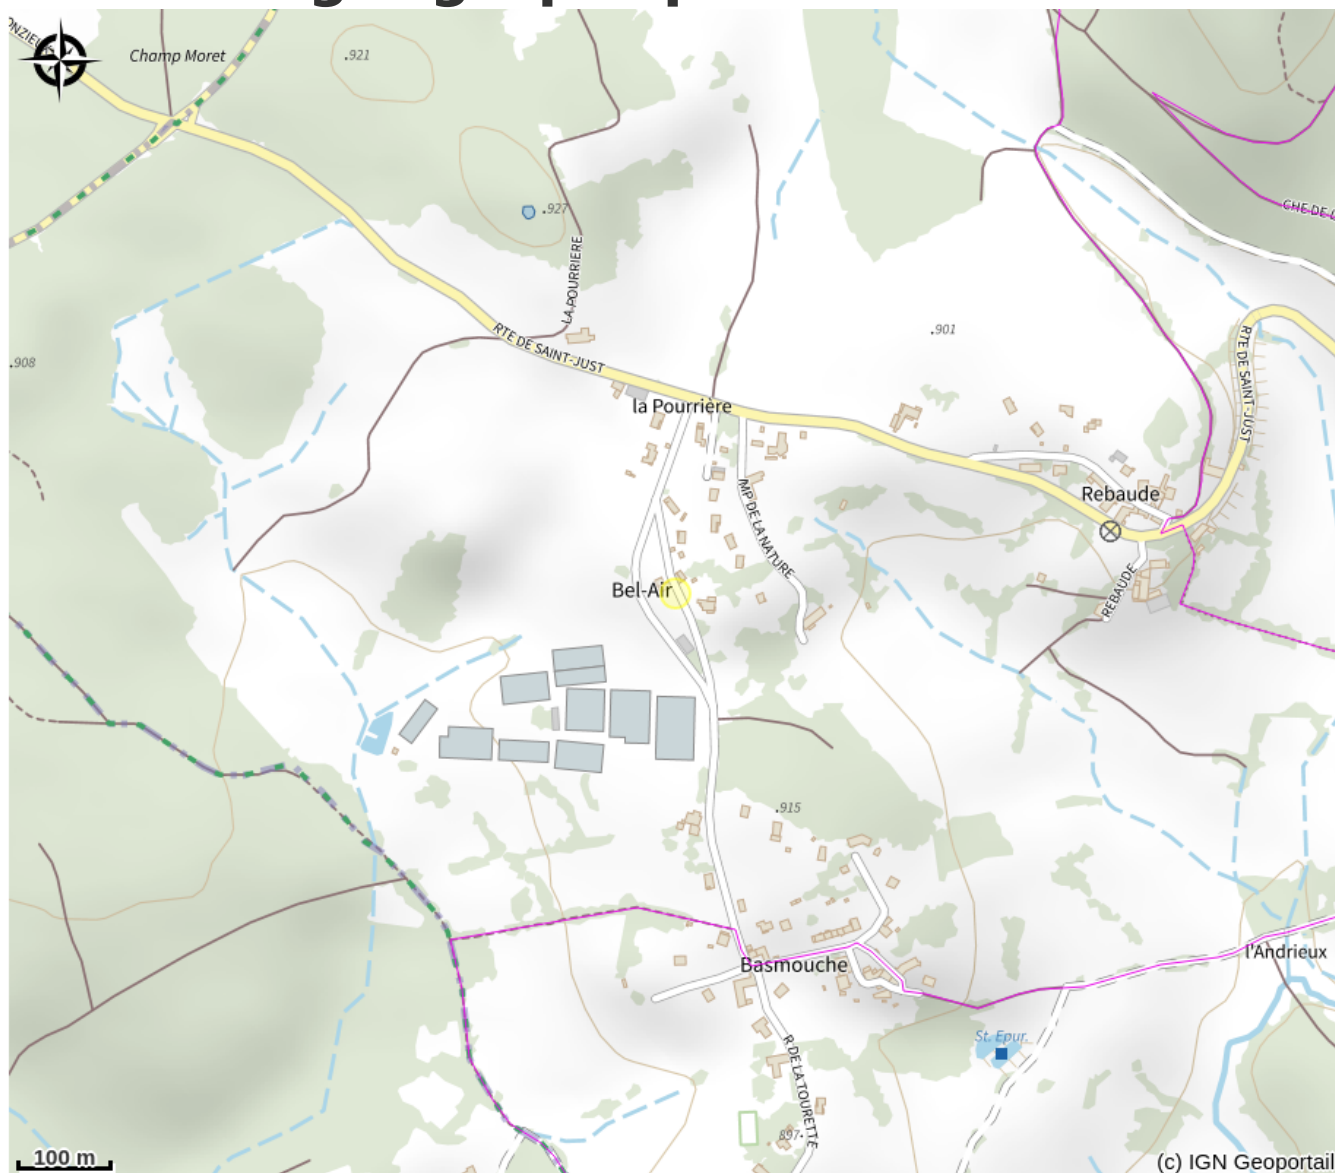 Champ Moret
.921
.927
LA POURRIERE
CHE DE
.908
RTE DE SAINT-JUST
.901
RTE DE SAINT-JUST
la Pourrière
IMP DE LA NATURE
Rebaude
REBAUDE
Bel-Air
.915
Basmouche
l'Andrieux
St. Epur.
R DE LA TOURETTE
897.
100 m
(c) IGN Geoportail